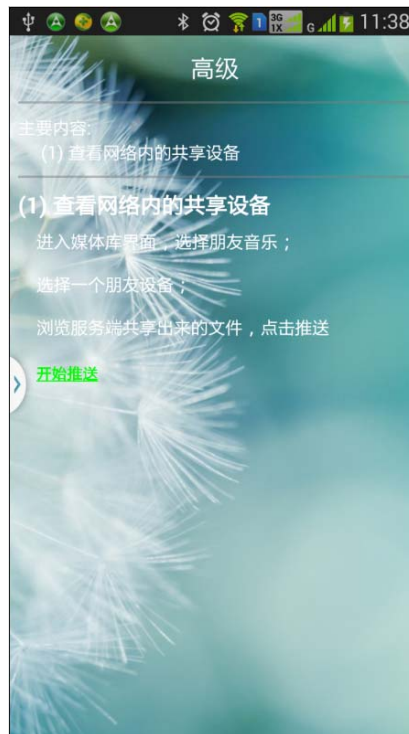 1 3G 1X G 11:38
高级
主要内容:
(1) 查看网络内的共享设备
(1) 查看网络内的共享设备
进入媒体库界面，选择朋友音乐；
选择一个朋友设备；
浏览服务端共享出来的文件，点击推送
开始推送